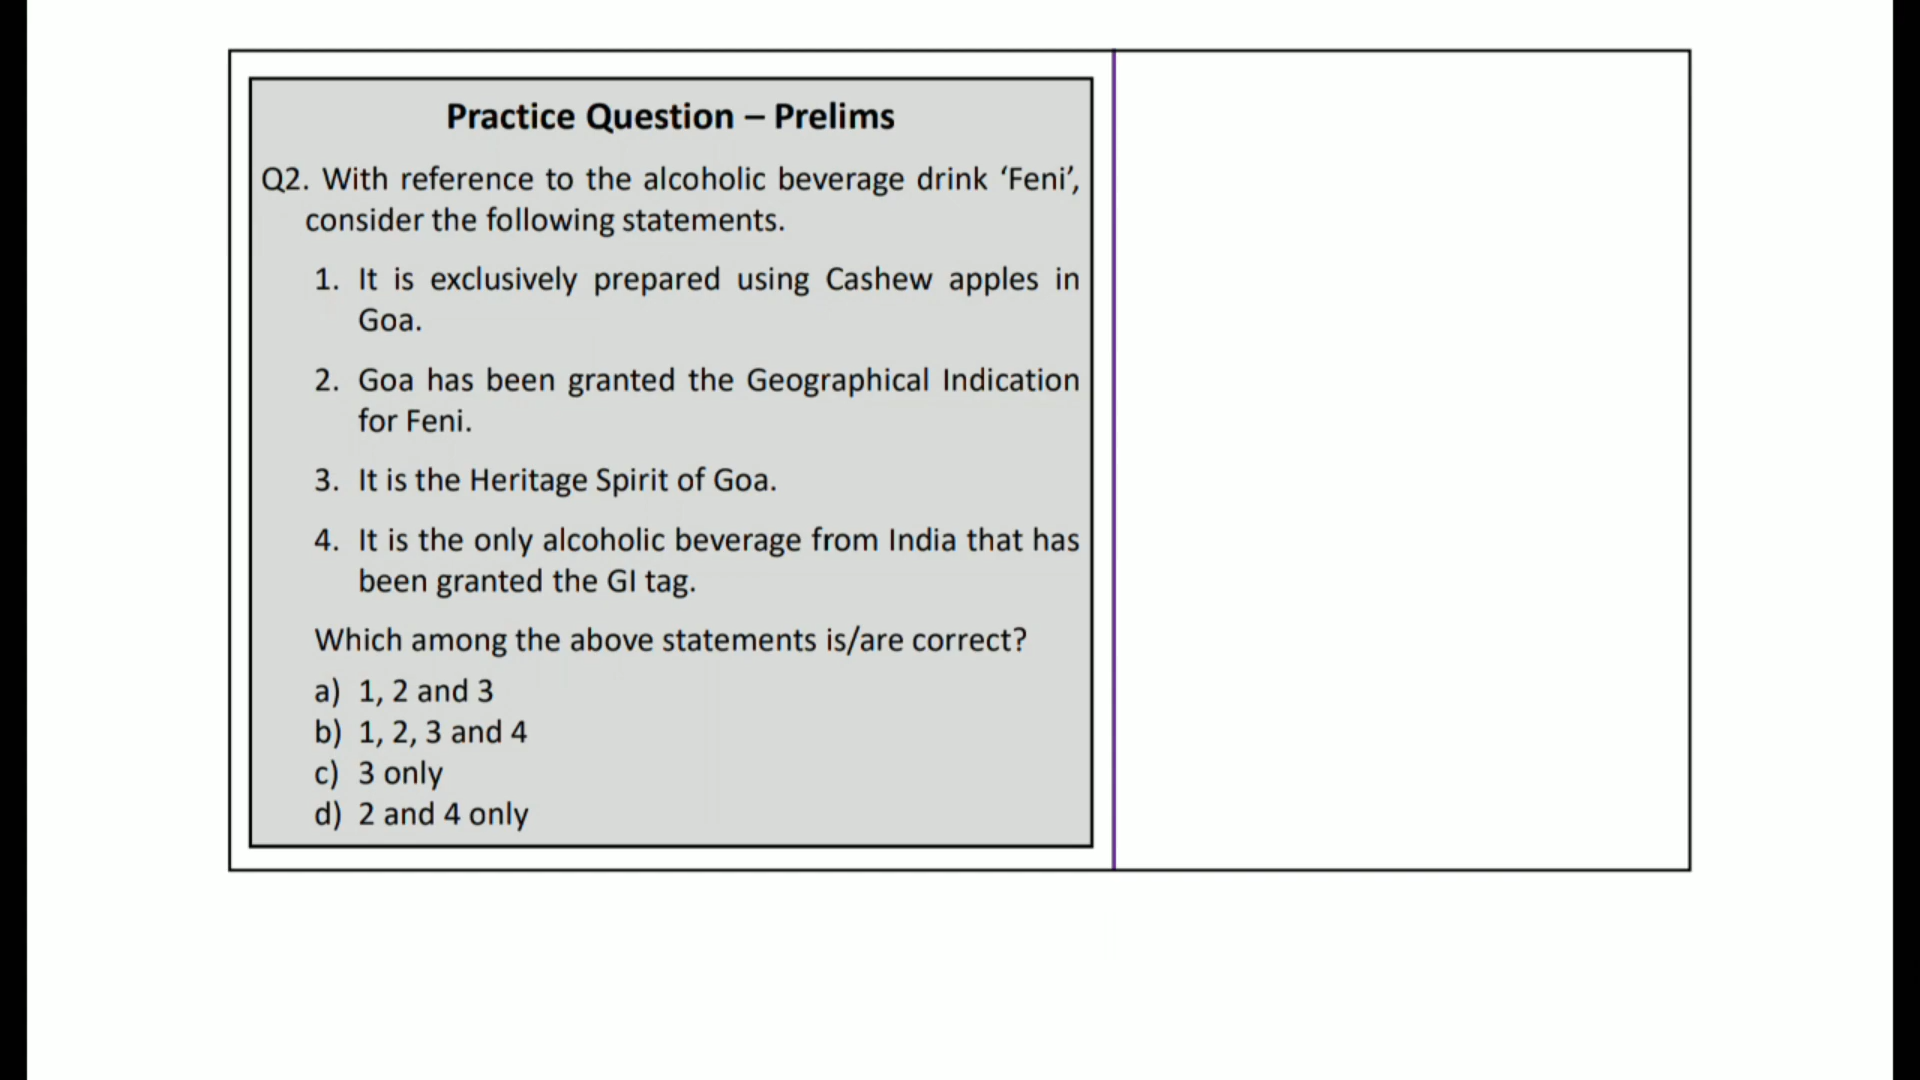 Practice Question – Prelims
Q2. With reference to the alcoholic beverage drink ‘Feni’,
consider the following statements.
1. It is exclusively prepared using Cashew apples in
Goa.
2. Goa has been granted the Geographical Indication
for Feni.
3. It is the Heritage Spirit of Goa.
4. It is the only alcoholic beverage from India that has
been granted the GI tag.
Which among the above statements is/are correct?
a) 1, 2 and 3
b) 1, 2, 3 and 4
c) 3 only
d) 2 and 4 only